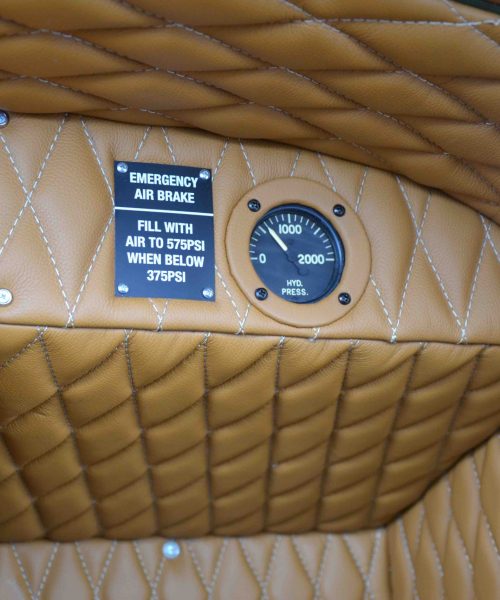 EMERGENCY
AIR BRAKE
FILL WITH
AIR TO 575PSI
WHEN BELOW
375PSI
1000
0 2000
HYD.
PRESS.